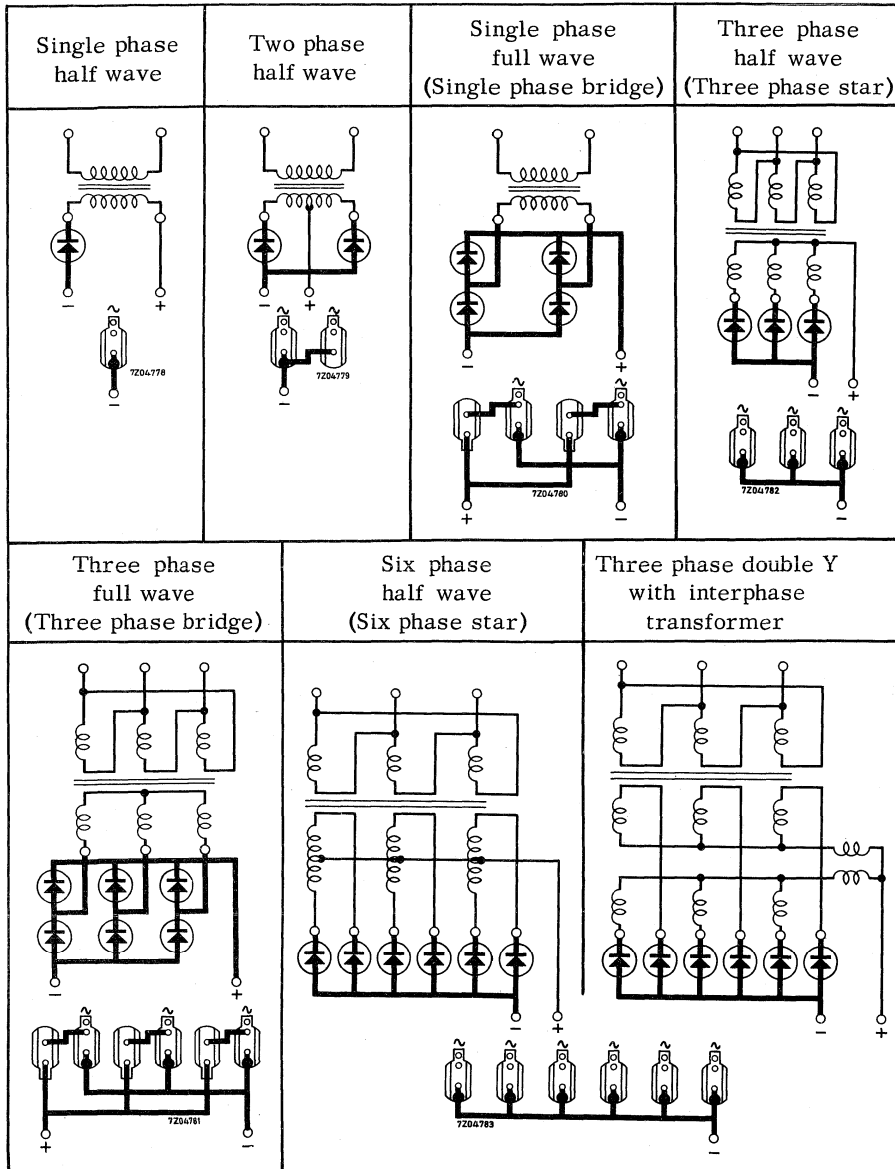 Single phase
half wave
Two phase
half wave
Single phase
full wave
(Single phase bridge)
Three phase
half wave
(Three phase star)
− +
~
7Z04778
−
− +
~
7Z04779
−
− +
~ ~
7Z04780
+ −
− +
~ ~ ~
7Z04782
−
Three phase
full wave
(Three phase bridge)
Six phase
half wave
(Six phase star)
Three phase double Y
with interphase
transformer
− +
~ ~ ~
7Z04781
+ −
− +
− +
~ ~ ~ ~ ~ ~
7Z04783
−